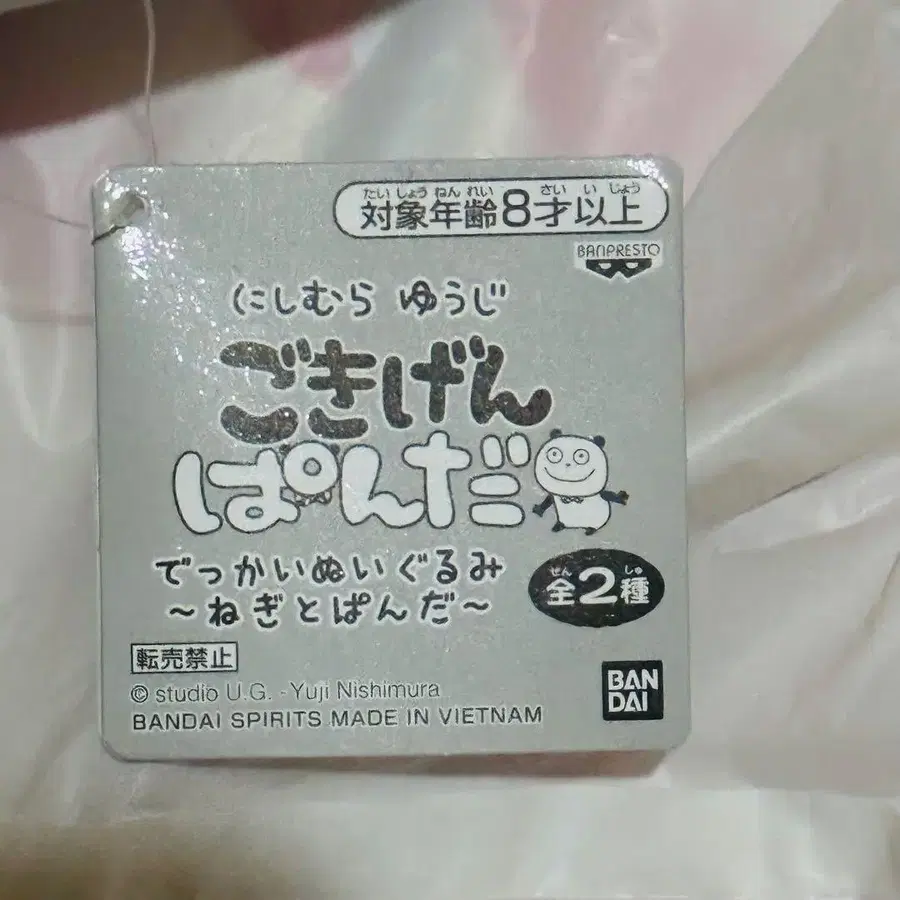 たいしょうねんれい さい いじょう
対象年齢8才以上
BANPRESTO
にしむら ゆうじ
ごきげん
ぱんだ
でっかいぬいぐるみ
～ねぎとぱんだ～
ぜん しゅ
全2種
転売禁止
© studio U.G. - Yuji Nishimura
BANDAI SPIRITS MADE IN VIETNAM
BAN
DAI